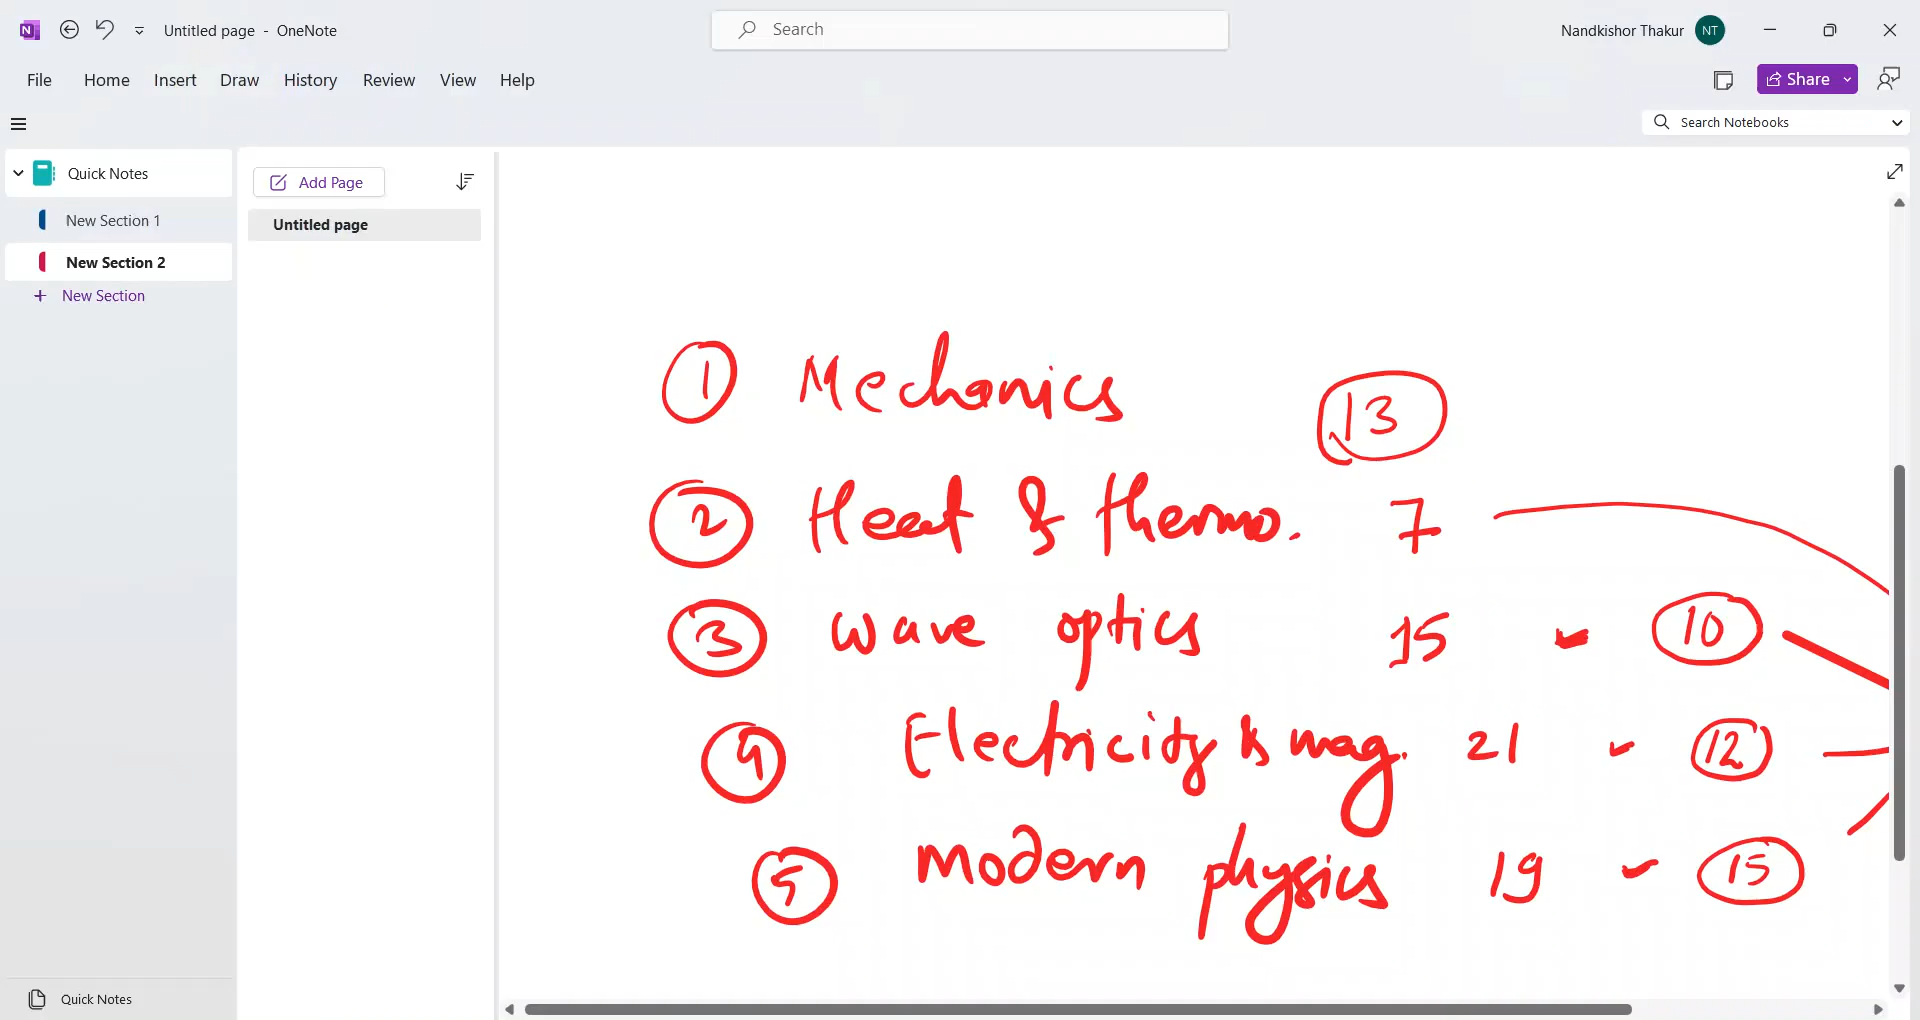 Untitled page - OneNote
Search
Nandkishor Thakur NT
File Home Insert Draw History Review View Help
Share
Search Notebooks
Quick Notes
Add Page
New Section 1
Untitled page
New Section 2
+ New Section
1 Mechanics 13
2 Heat & thermo. 7
3 wave optics 15 10
4 Electricity & mag. 21 12
5 modern physics 19 15
Quick Notes